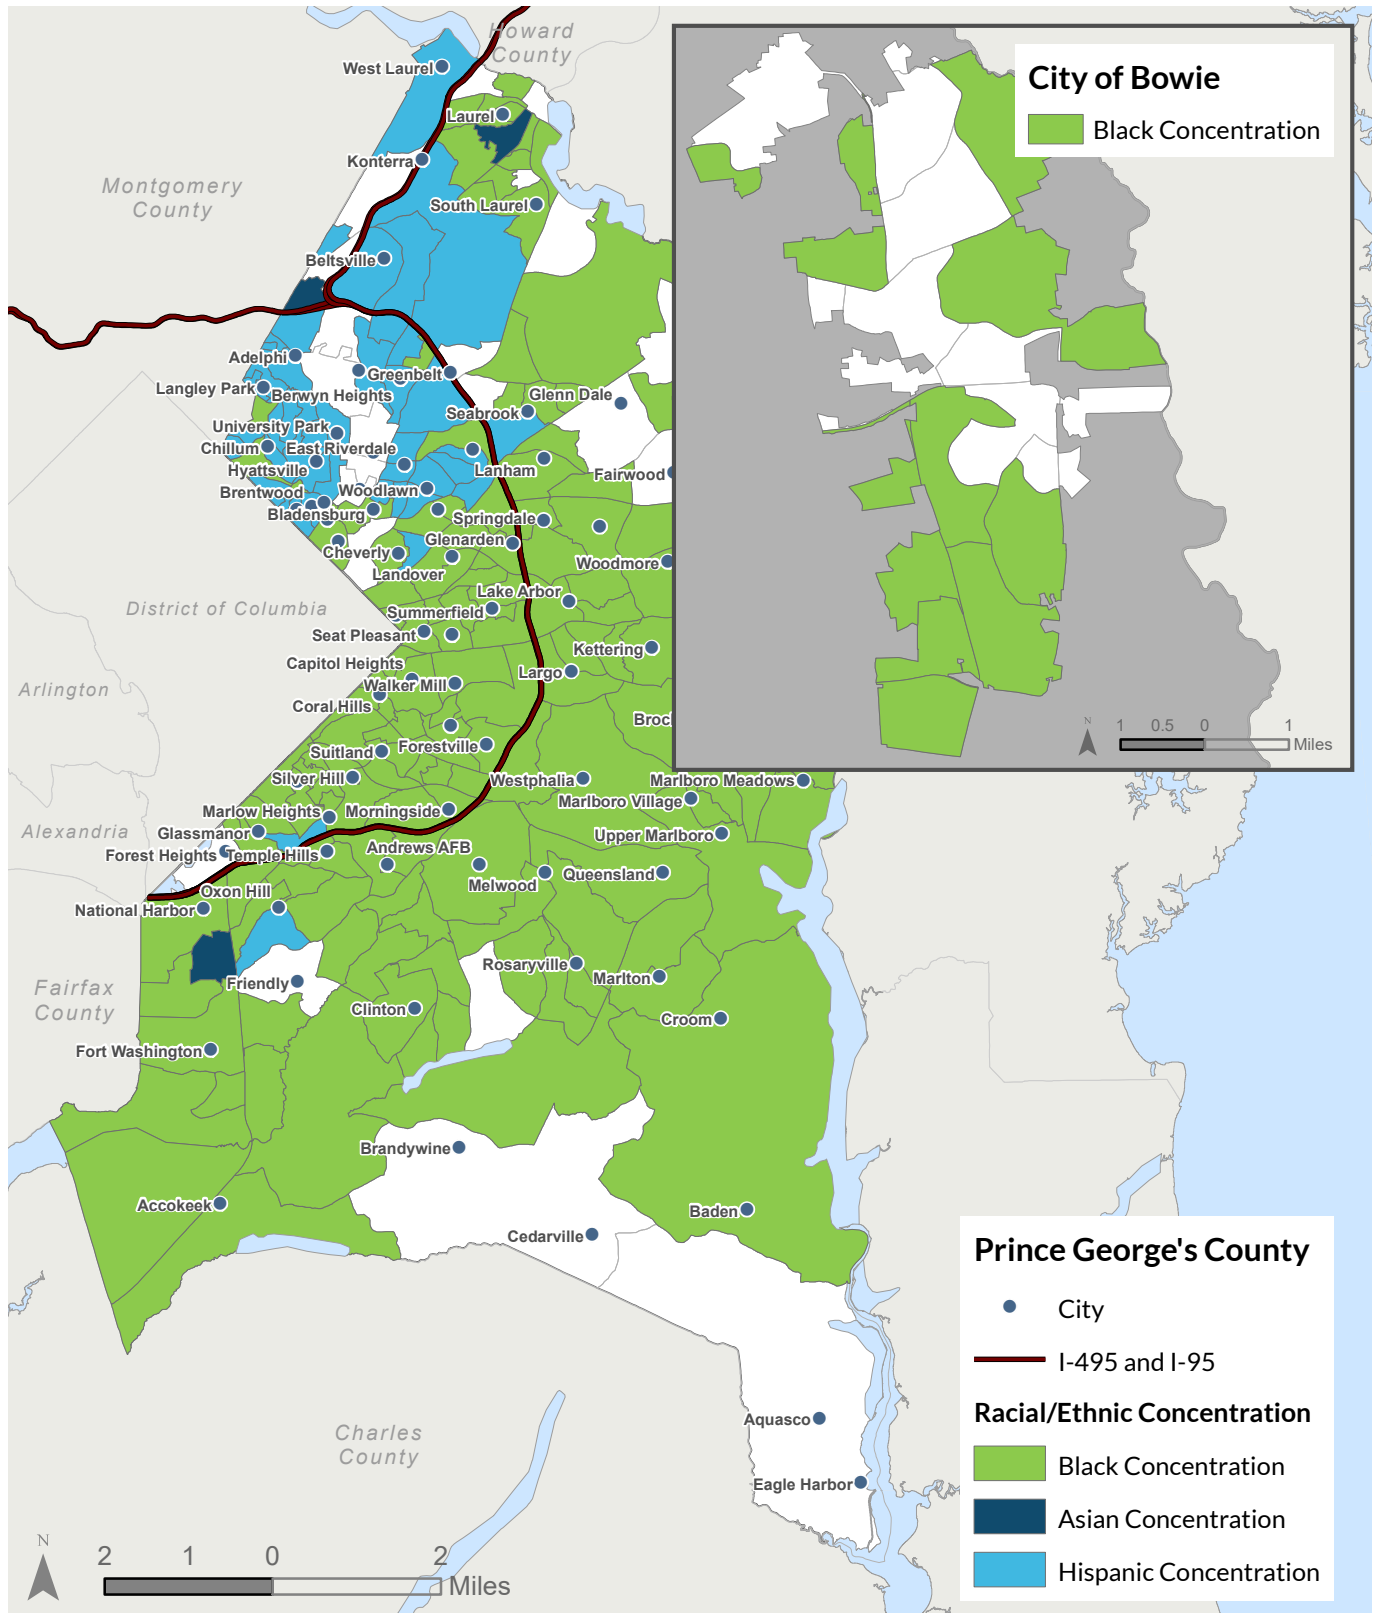 Howard
County
West Laurel
Laurel
Konterra
Montgomery
County
South Laurel
Beltsville
Adelphi
Greenbelt
Langley Park
Berwyn Heights
Glenn Dale
Seabrook
University Park
Chillum
East Riverdale
Hyattsville
Lanham
Fairwood
Brentwood
Woodlawn
Bladensburg
Springdale
Glenarden
Cheverly
Woodmore
Landover
Lake Arbor
District of Columbia
Summerfield
Seat Pleasant
Kettering
Capitol Heights
Largo
Walker Mill
Arlington
Coral Hills
Broc
Suitland
Forestville
Silver Hill
Westphalia
Marlboro Meadows
Marlboro Village
Marlow Heights
Morningside
Alexandria
Glassmanor
Upper Marlboro
Forest Heights
Temple Hills
Andrews AFB
Melwood
Queensland
Oxon Hill
National Harbor
Rosaryville
Marlton
Friendly
Fairfax
County
Clinton
Croom
Fort Washington
Brandywine
Accokeek
Baden
Cedarville
Aquasco
Charles
County
Eagle Harbor
City of Bowie
Black Concentration
N
1 0.5 0 1
Miles
Prince George's County
City
I-495 and I-95
Racial/Ethnic Concentration
Black Concentration
Asian Concentration
Hispanic Concentration
N
2 1 0 2
Miles